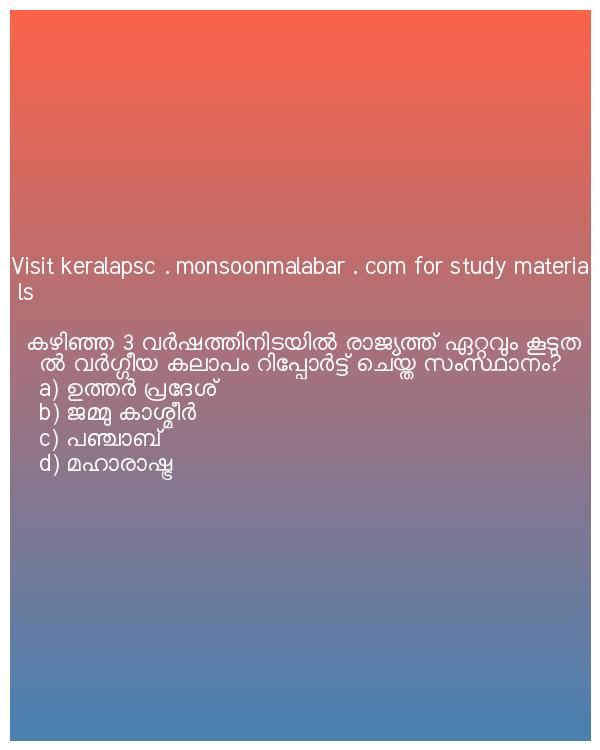 Visit keralapsc . monsoonmalabar . com for study materia
ls
കഴിഞ്ഞ 3 വർഷത്തിനിടയിൽ രാജ്യത്ത് ഏറ്റവും കൂടുത
ൽ വർഗ്ഗീയ കലാപം റിപ്പോർട്ട് ചെയ്ത സംസ്ഥാനം?
a) ഉത്തർ പ്രദേശ്
b) ജമ്മു കാശ്മീർ
c) പഞ്ചാബ്
d) മഹാരാഷ്ട്ര